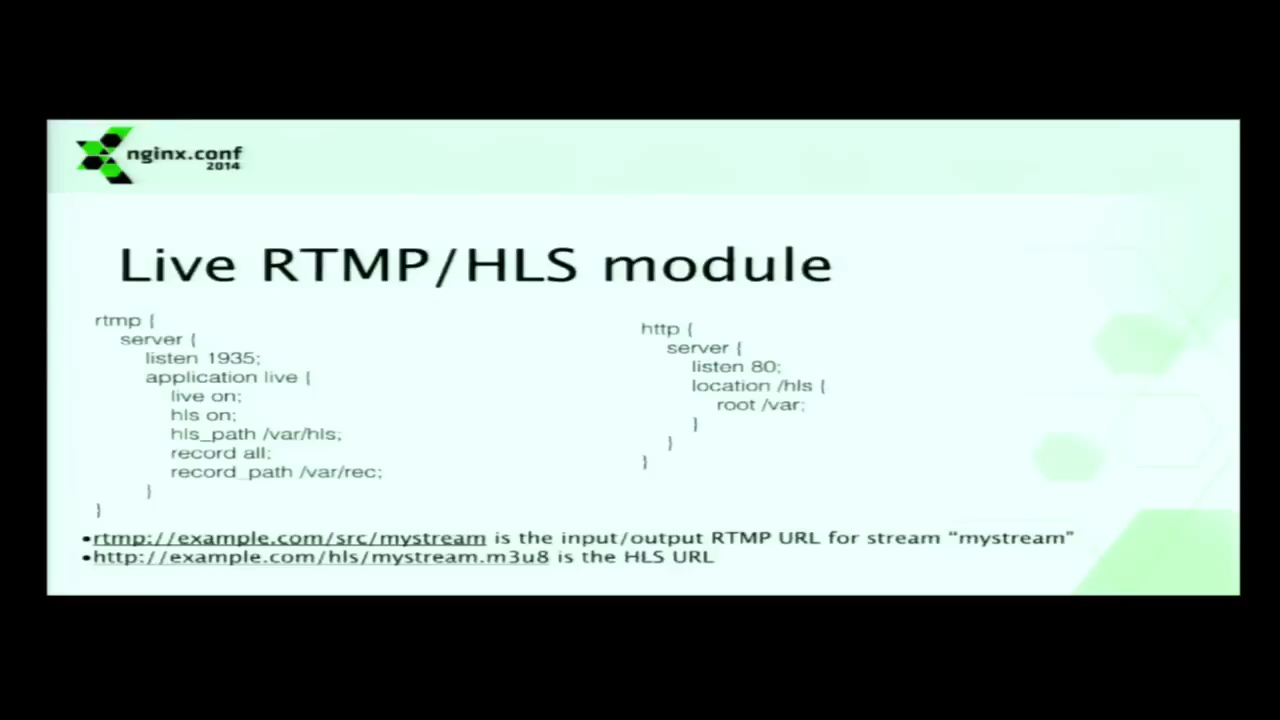 nginx.conf
2014
Live RTMP/HLS module
rtmp {
server {
listen 1935;
application live {
live on;
hls on;
hls_path /var/hls;
record all;
record_path /var/rec;
}
}
http {
server {
listen 80;
location /hls {
root /var;
}
}
}
•rtmp://example.com/src/mystream is the input/output RTMP URL for stream “mystream”
•http://example.com/hls/mystream.m3u8 is the HLS URL